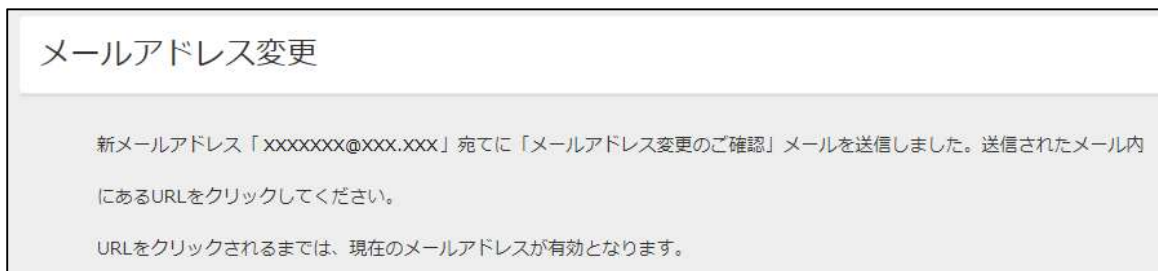 メールアドレス変更
新メールアドレス「XXXXXXX@XXX.XXX」宛てに「メールアドレス変更のご確認」メールを送信しました。送信されたメール内
にあるURLをクリックしてください。
URLをクリックされるまでは、現在のメールアドレスが有効となります。